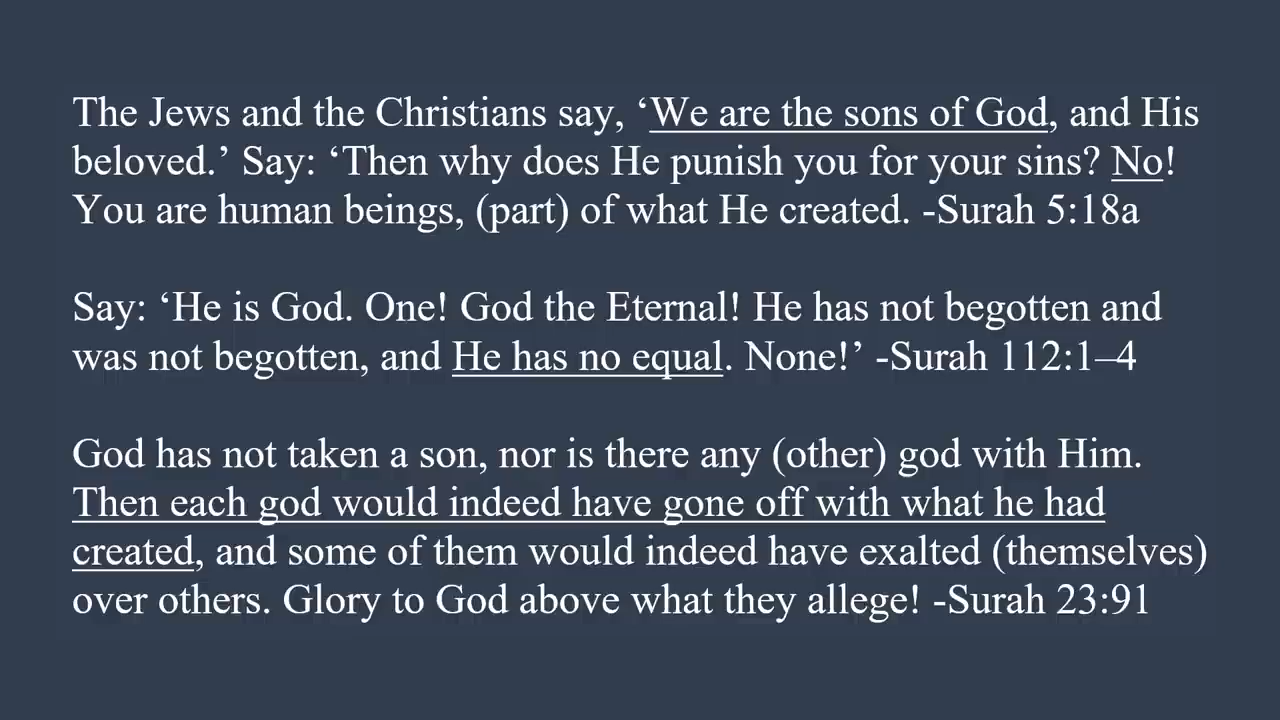 The Jews and the Christians say, ‘We are the sons of God, and His
beloved.’ Say: ‘Then why does He punish you for your sins? No!
You are human beings, (part) of what He created. -Surah 5:18a
Say: ‘He is God. One! God the Eternal! He has not begotten and
was not begotten, and He has no equal. None!’ -Surah 112:1–4
God has not taken a son, nor is there any (other) god with Him.
Then each god would indeed have gone off with what he had
created, and some of them would indeed have exalted (themselves)
over others. Glory to God above what they allege! -Surah 23:91